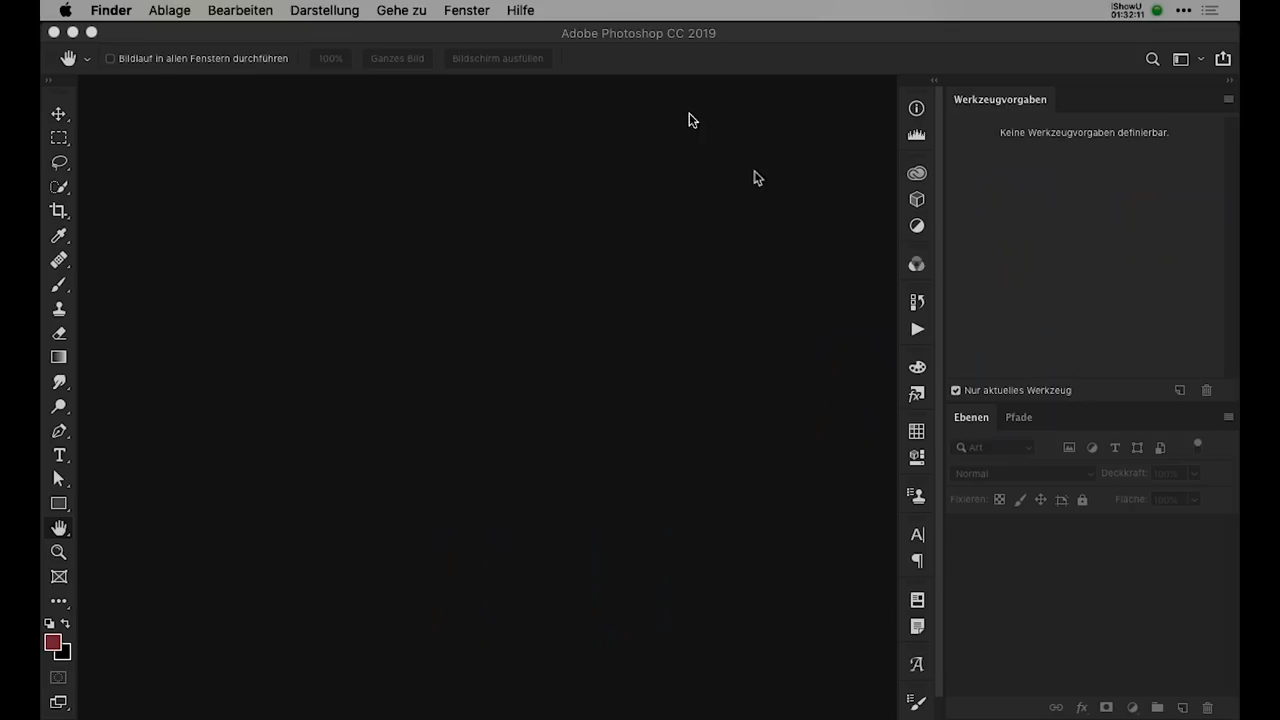 Finder Ablage Bearbeiten Darstellung Gehe zu Fenster Hilfe
iShowU
01:32:11
Adobe Photoshop CC 2019
Bildlauf in allen Fenstern durchführen 100% Ganzes Bild Bildschirm ausfüllen
Werkzeugvorgaben
Keine Werkzeugvorgaben definierbar.
Nur aktuelles Werkzeug
Ebenen Pfade
Art
Normal Deckkraft: 100%
Fixieren: Fläche: 100%